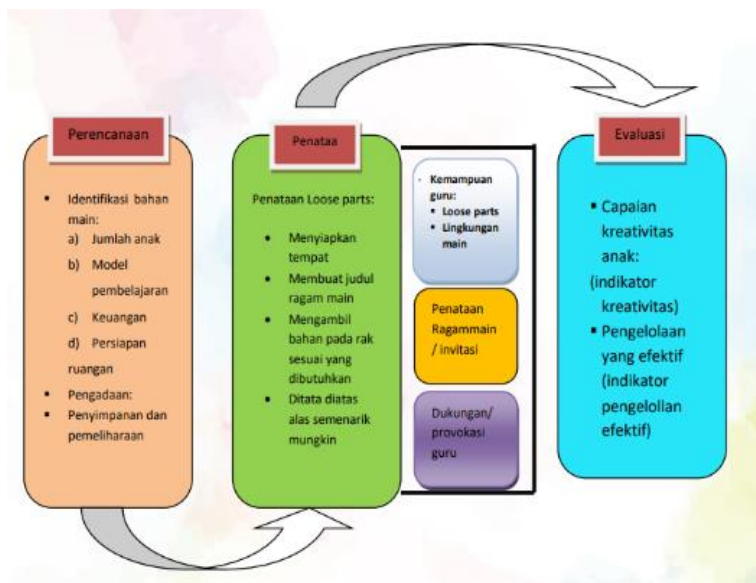 Perencanaan
▪ Identifikasi bahan
main:
a) Jumlah anak
b) Model
pembelajaran
c) Keuangan
d) Persiapan
ruangan
▪ Pengadaan:
▪ Penyimpanan dan
pemeliharaan
Penataa
Penataan Loose parts:
• Menyiapkan
tempat
• Membuat judul
ragam main
• Mengambil
bahan pada rak
sesuai yang
dibutuhkan
• Ditata diatas
alas semenarik
mungkin
- Kemampuan
guru:
▪ Loose parts
▪ Lingkungan
main
Penataan
Ragammain
/ invitasi
Dukungan/
provokasi
guru
Evaluasi
▪ Capaian
kreativitas
anak:
(indikator
kreativitas)
▪ Pengelolaan
yang efektif
(indikator
pengelollan
efektif)